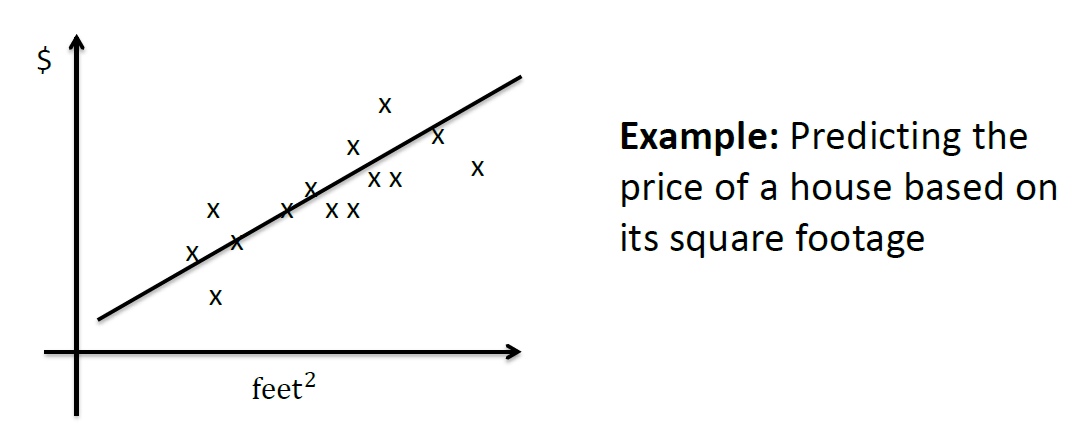 $
x
x
x
x
x
x
x x
x
x x
x
x
x
x
feet²
Example: Predicting the
price of a house based on
its square footage